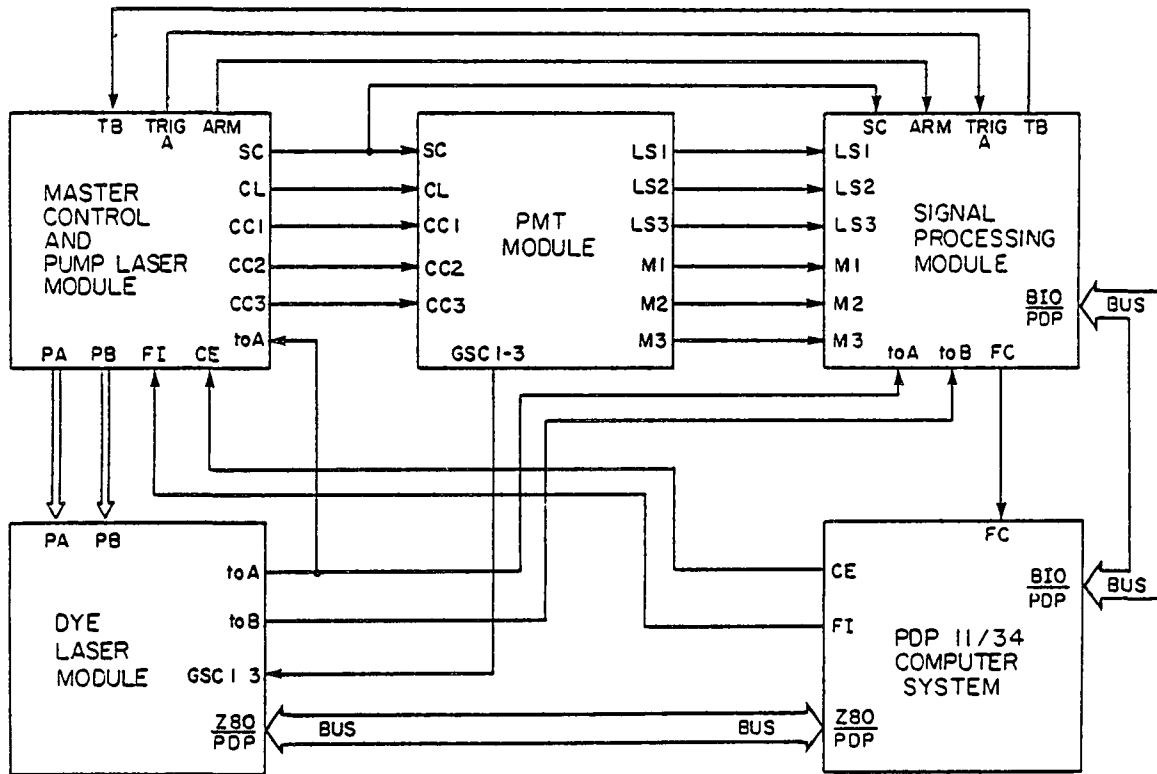 TB TRIG A ARM
SC
CL
CC1
CC2
CC3
toA
MASTER
CONTROL
AND
PUMP LASER
MODULE
PA PB FI CE
SC
CL
CC1
CC2
CC3
PMT
MODULE
LS1
LS2
LS3
M1
M2
M3
GSC 1-3
SC ARM TRIG A TB
LS1
LS2
LS3
M1
M2
M3
SIGNAL
PROCESSING
MODULE
BIO
PDP
BUS
toA toB FC
PA PB
toA
toB
GSC 1 3
Z80
PDP
DYE
LASER
MODULE
BUS
BUS
FC
CE
FI
BIO
PDP
BUS
PDP 11/34
COMPUTER
SYSTEM
Z80
PDP